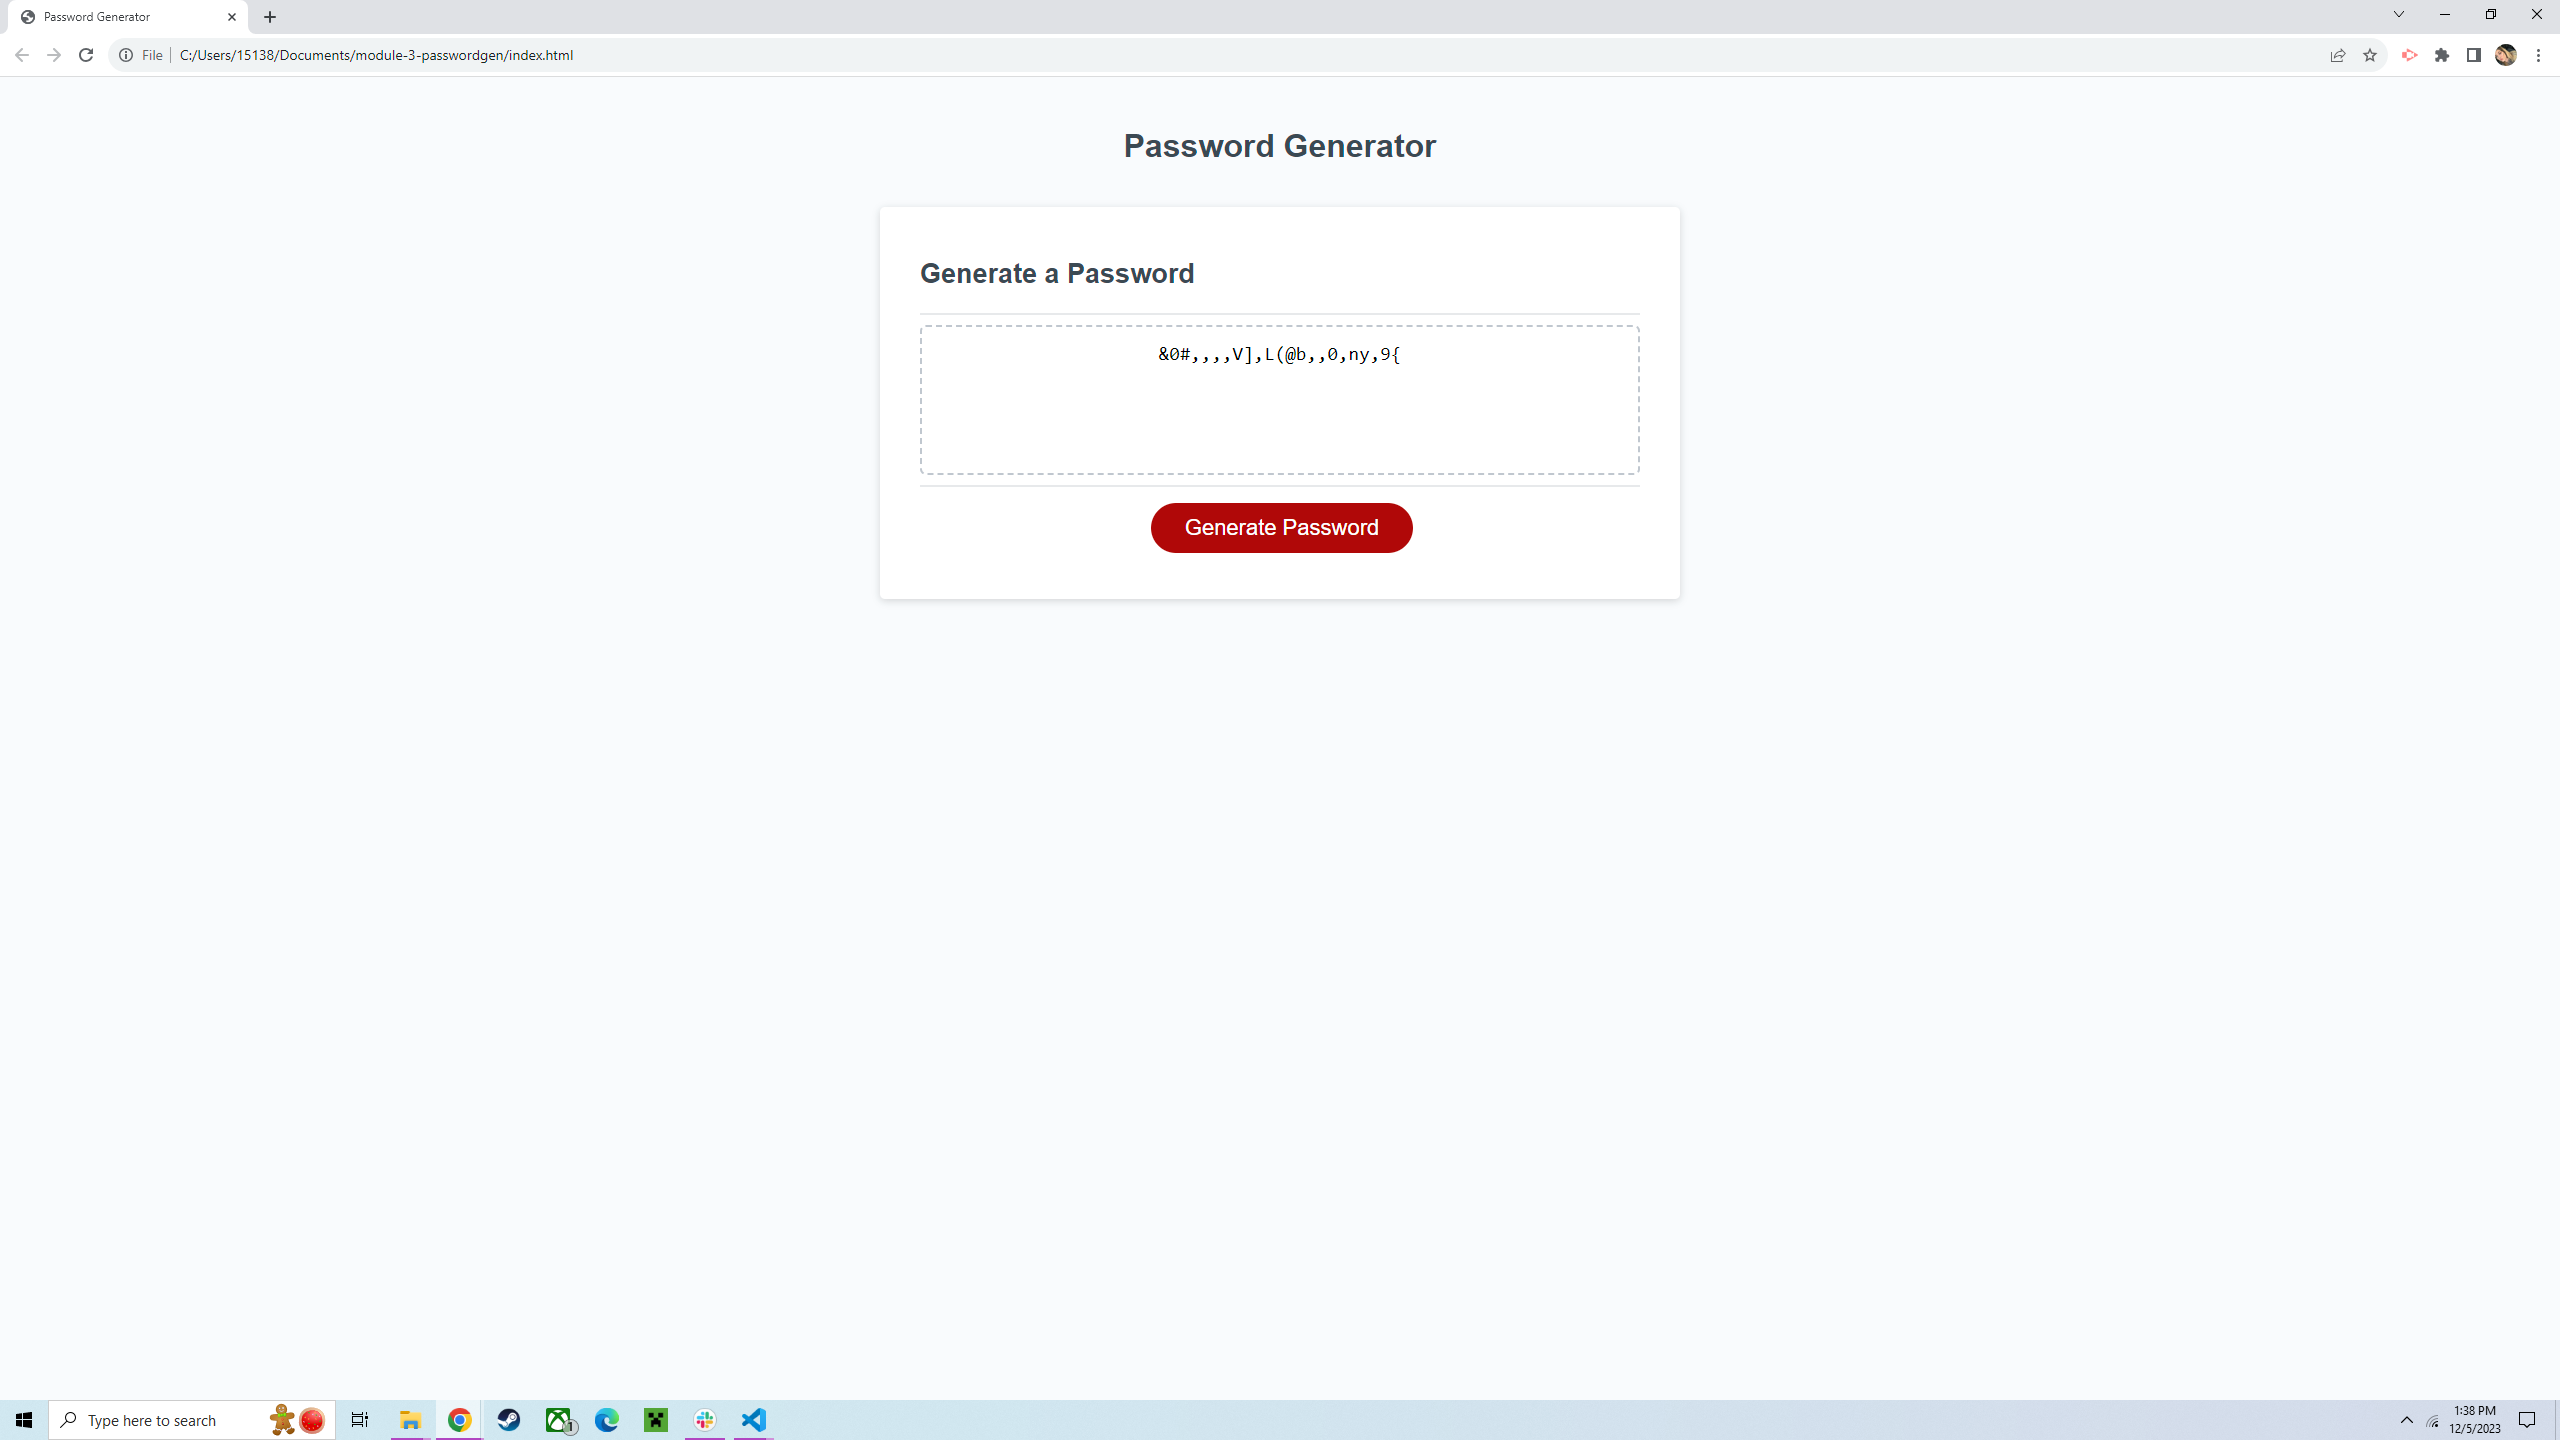 Password Generator
File
C:/Users/15138/Documents/module-3-passwordgen/index.html
Password Generator
Generate a Password
&0#,,,,V],L(@b,,0,ny,9{
Generate Password
Type here to search
1
1:38 PM
12/5/2023